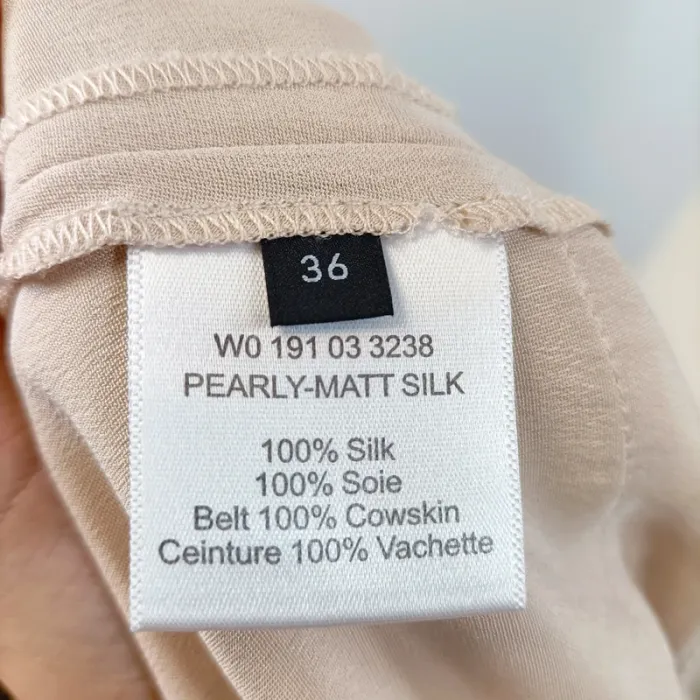 36
W0 191 03 3238
PEARLY-MATT SILK
100% Silk
100% Soie
Belt 100% Cowskin
Ceinture 100% Vachette